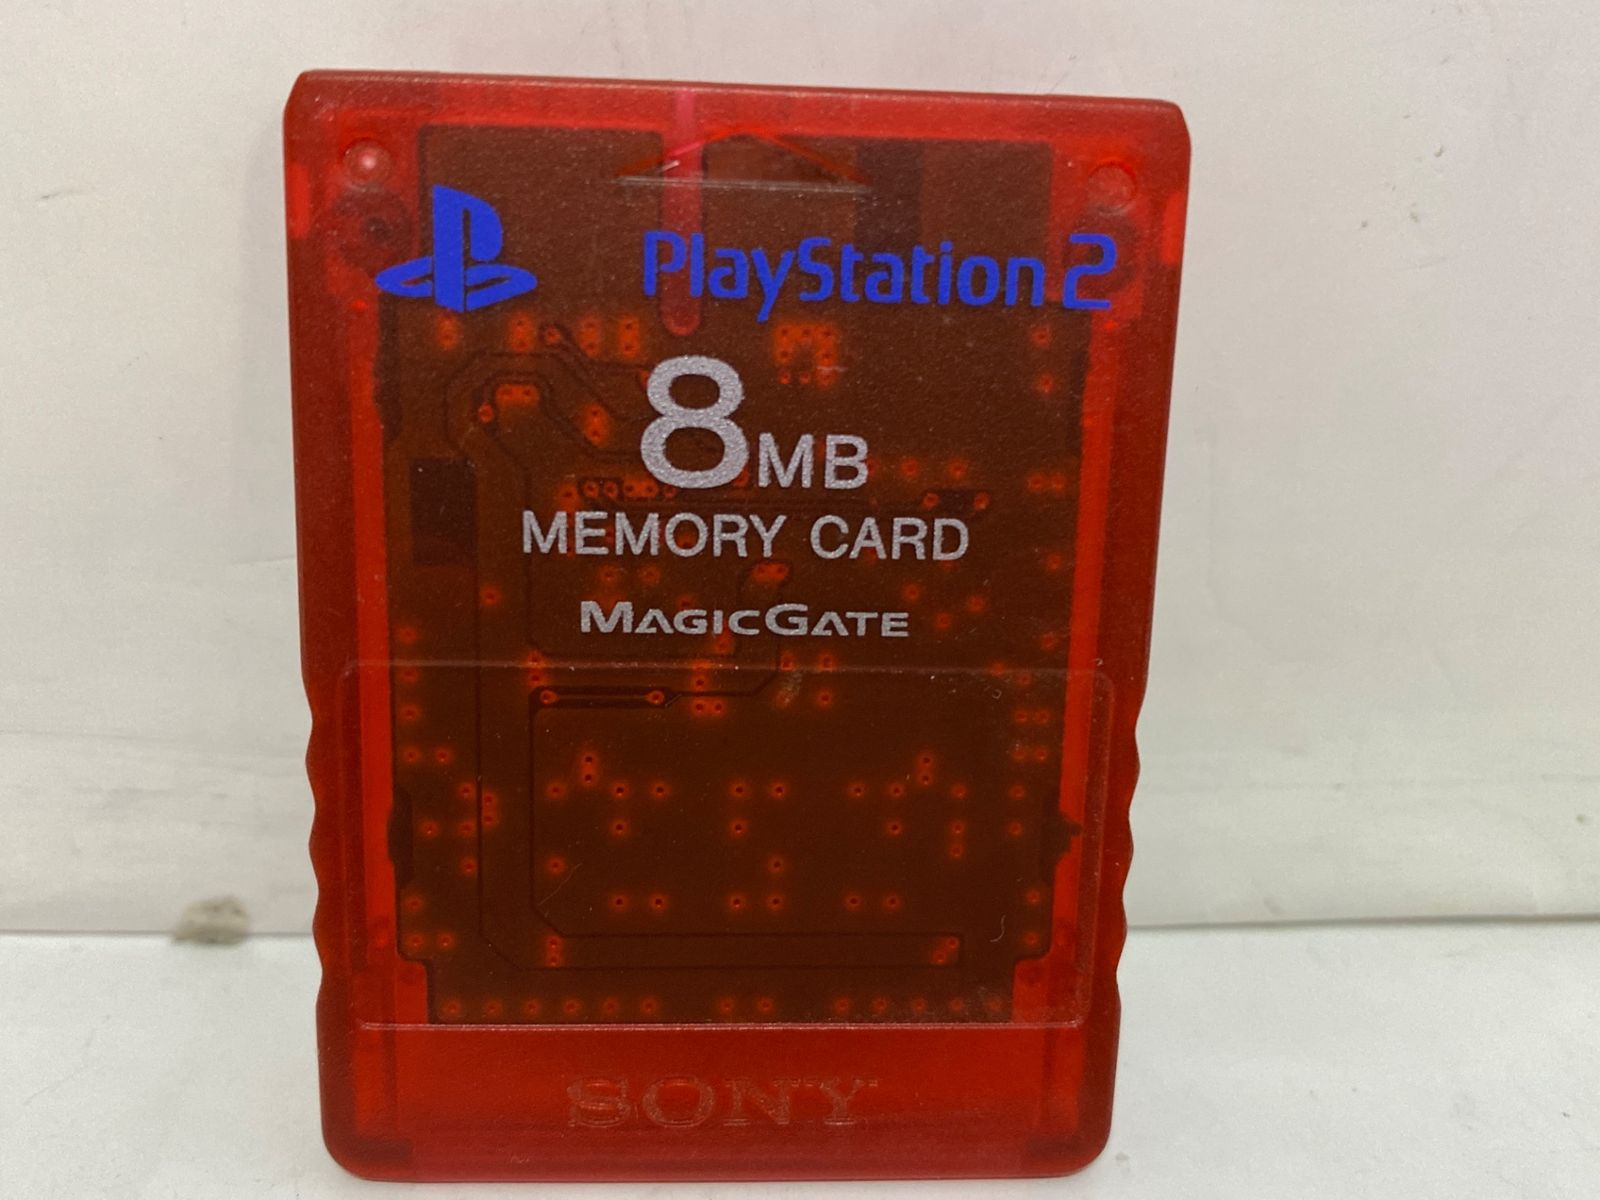 PlayStation 2
8MB
MEMORY CARD
MAGICGATE
SONY